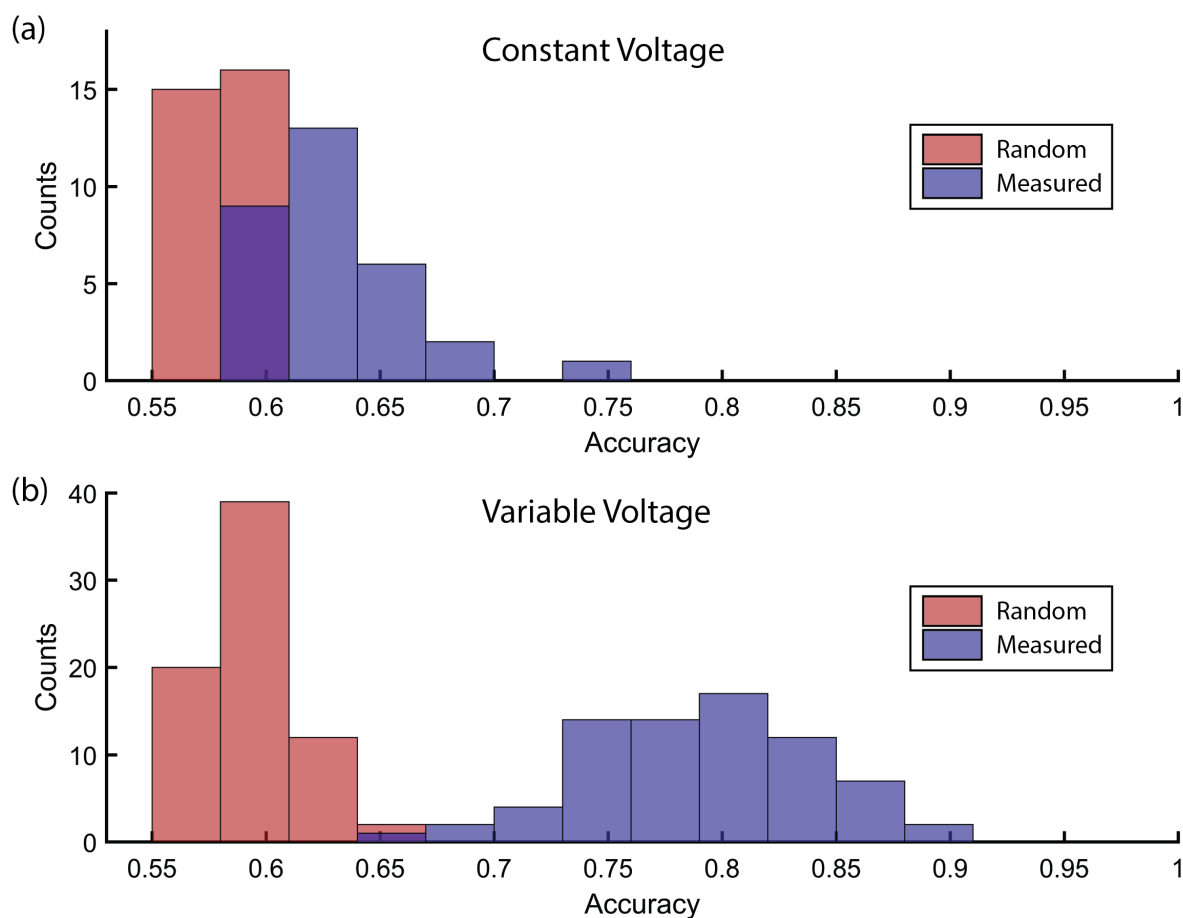 (a)
Constant Voltage
15
10
5
0
Counts
Random
Measured
0.55 0.6 0.65 0.7 0.75 0.8 0.85 0.9 0.95 1
Accuracy
(b)
Variable Voltage
40
30
20
10
0
Counts
Random
Measured
0.55 0.6 0.65 0.7 0.75 0.8 0.85 0.9 0.95 1
Accuracy